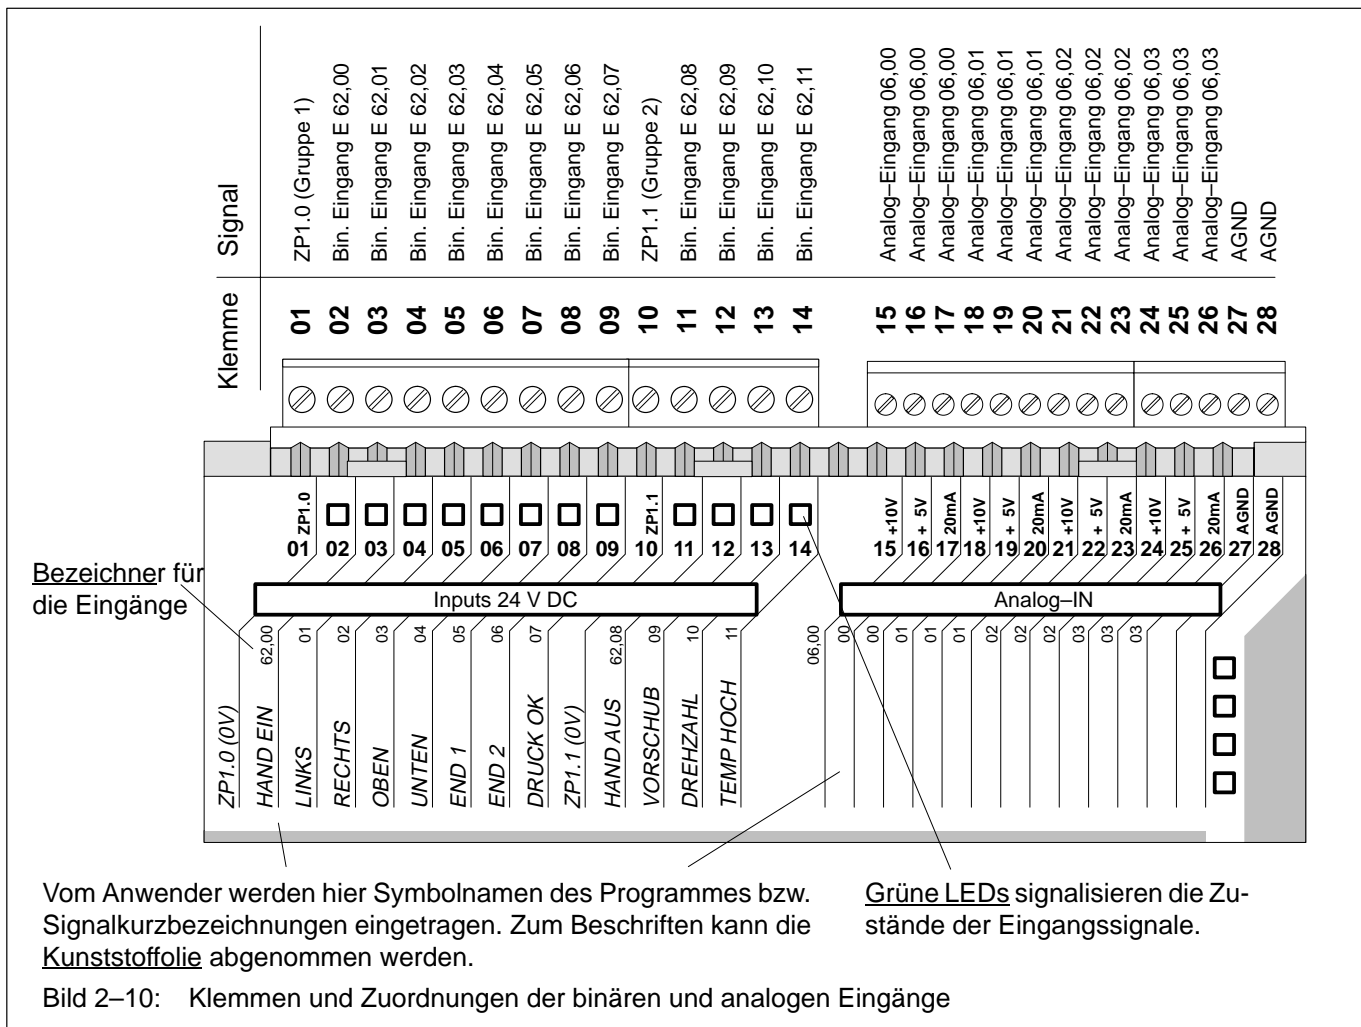 Signal
ZP1.0 (Gruppe 1)
Bin. Eingang E 62,00
Bin. Eingang E 62,01
Bin. Eingang E 62,02
Bin. Eingang E 62,03
Bin. Eingang E 62,04
Bin. Eingang E 62,05
Bin. Eingang E 62,06
Bin. Eingang E 62,07
ZP1.1 (Gruppe 2)
Bin. Eingang E 62,08
Bin. Eingang E 62,09
Bin. Eingang E 62,10
Bin. Eingang E 62,11
Analog–Eingang 06,00
Analog–Eingang 06,00
Analog–Eingang 06,00
Analog–Eingang 06,01
Analog–Eingang 06,01
Analog–Eingang 06,01
Analog–Eingang 06,02
Analog–Eingang 06,02
Analog–Eingang 06,02
Analog–Eingang 06,03
Analog–Eingang 06,03
Analog–Eingang 06,03
AGND
AGND
Klemme
01
02
03
04
05
06
07
08
09
10
11
12
13
14
15
16
17
18
19
20
21
22
23
24
25
26
27
28
ZP1.0
ZP1.1
+10V
+ 5V
20mA
+10V
+ 5V
20mA
+10V
+ 5V
20mA
+10V
+ 5V
20mA
AGND
AGND
01
02
03
04
05
06
07
08
09
10
11
12
13
14
15
16
17
18
19
20
21
22
23
24
25
26
27
28
Bezeichner für
die Eingänge
Inputs 24 V DC
Analog–IN
62,00
01
02
03
04
05
06
07
62,08
09
10
11
06,00
00
00
01
01
01
02
02
02
03
03
03
ZP1.0 (0V)
HAND EIN
LINKS
RECHTS
OBEN
UNTEN
END 1
END 2
DRUCK OK
ZP1.1 (0V)
HAND AUS
VORSCHUB
DREHZAHL
TEMP HOCH
Vom Anwender werden hier Symbolnamen des Programmes bzw.
Signalkurzbezeichnungen eingetragen. Zum Beschriften kann die
Kunststoffolie abgenommen werden.
Grüne LEDs signalisieren die Zu-
stände der Eingangssignale.
Bild 2–10: Klemmen und Zuordnungen der binären und analogen Eingänge